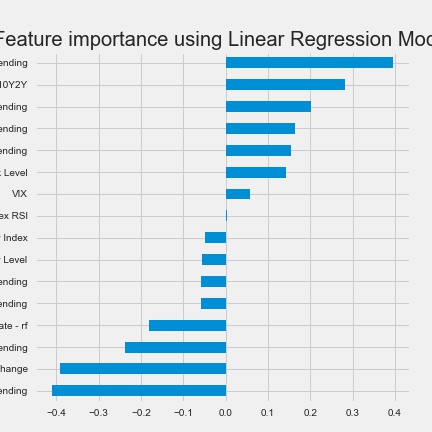 Feature importance using Linear Regression Mod
ending
10Y2Y
ending
ending
ending
Level
VIX
ex RSI
Index
Level
ending
ending
ate - rf
ending
hange
ending
−0.4 −0.3 −0.2 −0.1 0.0 0.1 0.2 0.3 0.4